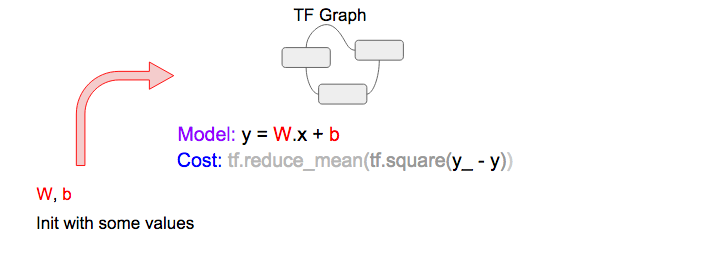 TF Graph
Model: y = W.x + b
Cost: tf.reduce_mean(tf.square(y_ - y))
W, b
Init with some values